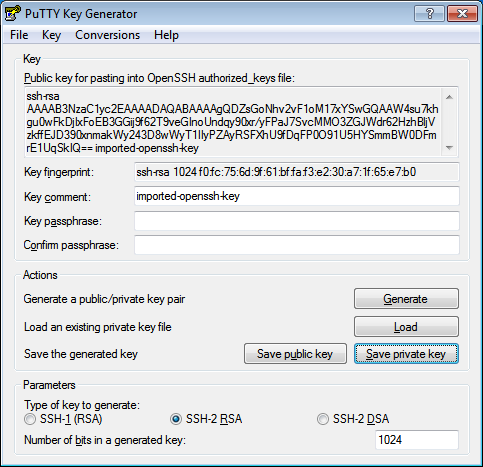 PuTTY Key Generator
File Key Conversions Help
Key
Public key for pasting into OpenSSH authorized_keys file:
ssh-rsa
AAAAB3NzaC1yc2EAAAADAQABAAAAgQDZsGoNhv2vF1oM17xYSwGQAAW4su7kh
gu0wFkDjlxFoEB3GGij9f62T9veGlnoUndqy90xr/yFPaJ7SvcMMO3ZGJWdr62HzhBljV
zkffEJD390xnmakWy243D8wWyT1IlyPZAyRSFXhU9fDqFP0O91U5HYSmmBW0DFm
rE1UqSkIQ== imported-openssh-key
Key fingerprint: ssh-rsa 1024 f0:fc:75:6d:9f:61:bf:fa:f3:e2:30:a7:1f:65:e7:b0
Key comment: imported-openssh-key
Key passphrase:
Confirm passphrase:
Actions
Generate a public/private key pair Generate
Load an existing private key file Load
Save the generated key Save public key Save private key
Parameters
Type of key to generate:
SSH-1 (RSA) SSH-2 RSA SSH-2 DSA
Number of bits in a generated key: 1024